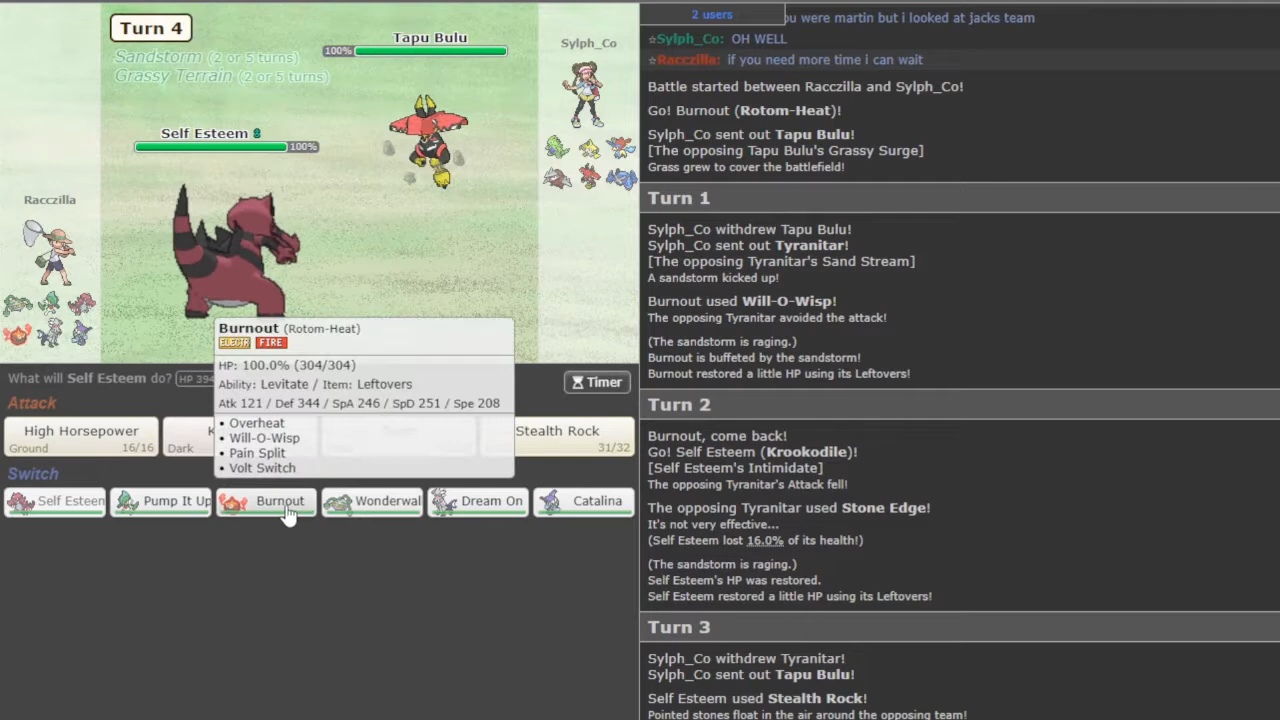 Turn 4
Sandstorm (2 or 5 turns)
Grassy Terrain (2 or 5 turns)
Tapu Bulu
100%
Sylph_Co
Self Esteem
100%
Racczilla
Burnout (Rotom-Heat)
ELECTR FIRE
HP: 100.0% (304/304)
Ability: Levitate / Item: Leftovers
Atk 121 / Def 344 / SpA 246 / SpD 251 / Spe 208
• Overheat
• Will-O-Wisp
• Pain Split
• Volt Switch
What will Self Esteem do? HP 394
Timer
Attack
High Horsepower
Ground 16/16
K
Dark
Stealth Rock
31/32
Switch
Self Esteen
Pump It Up
Burnout
Wonderwal
Dream On
Catalina
2 users
ou were martin but i looked at jacks team
☆Sylph_Co: OH WELL
☆Racczilla: if you need more time i can wait
Battle started between Racczilla and Sylph_Co!
Go! Burnout (Rotom-Heat)!
Sylph_Co sent out Tapu Bulu!
[The opposing Tapu Bulu's Grassy Surge]
Grass grew to cover the battlefield!
Turn 1
Sylph_Co withdrew Tapu Bulu!
Sylph_Co sent out Tyranitar!
[The opposing Tyranitar's Sand Stream]
A sandstorm kicked up!
Burnout used Will-O-Wisp!
The opposing Tyranitar avoided the attack!
(The sandstorm is raging.)
Burnout is buffeted by the sandstorm!
Burnout restored a little HP using its Leftovers!
Turn 2
Burnout, come back!
Go! Self Esteem (Krookodile)!
[Self Esteem's Intimidate]
The opposing Tyranitar's Attack fell!
The opposing Tyranitar used Stone Edge!
It's not very effective...
(Self Esteem lost 16.0% of its health!)
(The sandstorm is raging.)
Self Esteem's HP was restored.
Self Esteem restored a little HP using its Leftovers!
Turn 3
Sylph_Co withdrew Tyranitar!
Sylph_Co sent out Tapu Bulu!
Self Esteem used Stealth Rock!
Pointed stones float in the air around the opposing team!